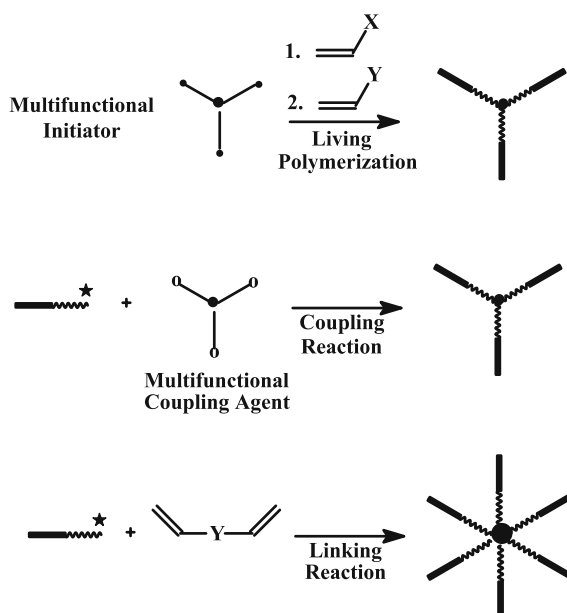 1.
X
Multifunctional
Initiator
2.
Y
Living
Polymerization
+
o
o
o
Multifunctional
Coupling Agent
Coupling
Reaction
+
Y
Linking
Reaction